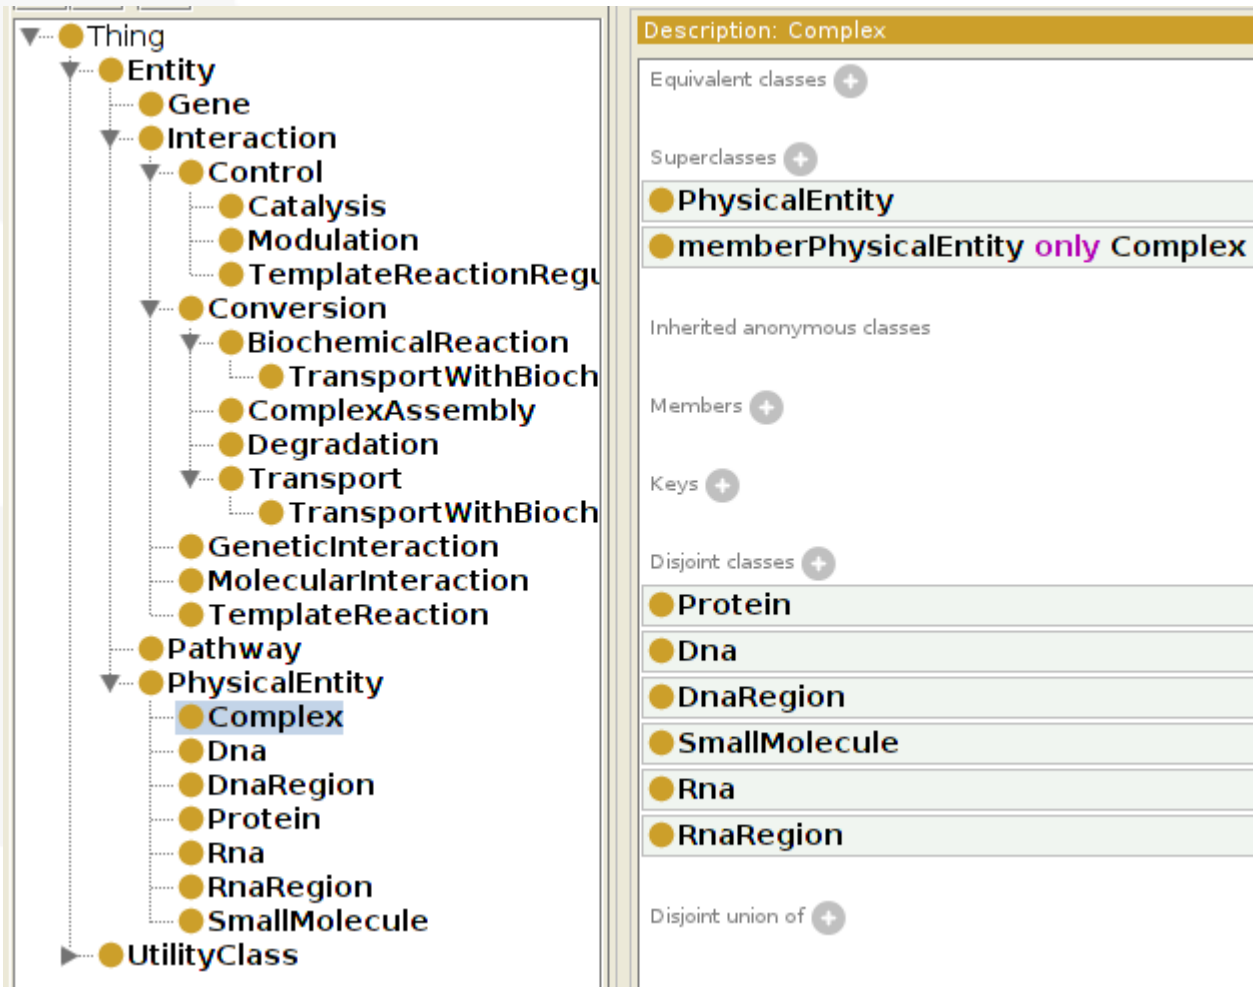 Thing
Entity
Gene
Interaction
Control
Catalysis
Modulation
TemplateReactionRegu
Conversion
BiochemicalReaction
TransportWithBioch
ComplexAssembly
Degradation
Transport
TransportWithBioch
GeneticInteraction
MolecularInteraction
TemplateReaction
Pathway
PhysicalEntity
Complex
Dna
DnaRegion
Protein
Rna
RnaRegion
SmallMolecule
UtilityClass
Description: Complex
Equivalent classes
Superclasses
PhysicalEntity
memberPhysicalEntity only Complex
Inherited anonymous classes
Members
Keys
Disjoint classes
Protein
Dna
DnaRegion
SmallMolecule
Rna
RnaRegion
Disjoint union of